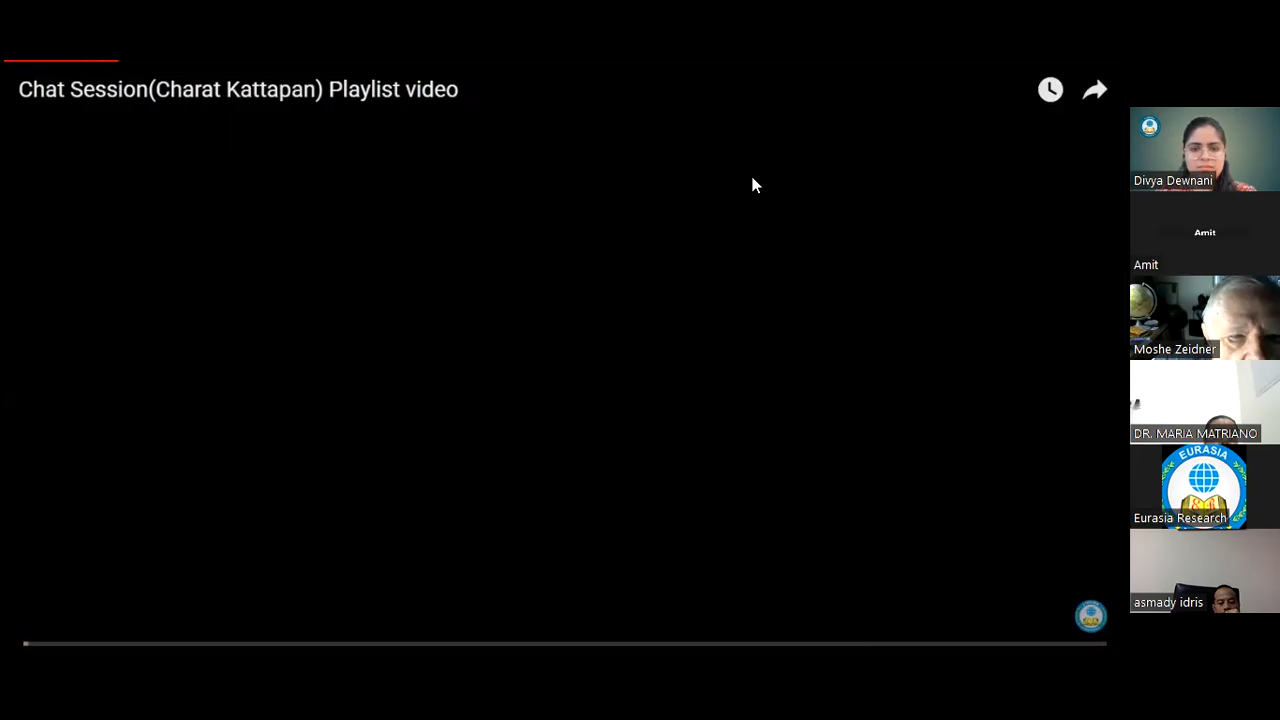 Chat Session(Charat Kattapan) Playlist video
Divya Dewnani
Amit
Amit
Moshe Zeidner
DR. MARIA MATRIANO
EURASIA
Eurasia Research
asmady idris